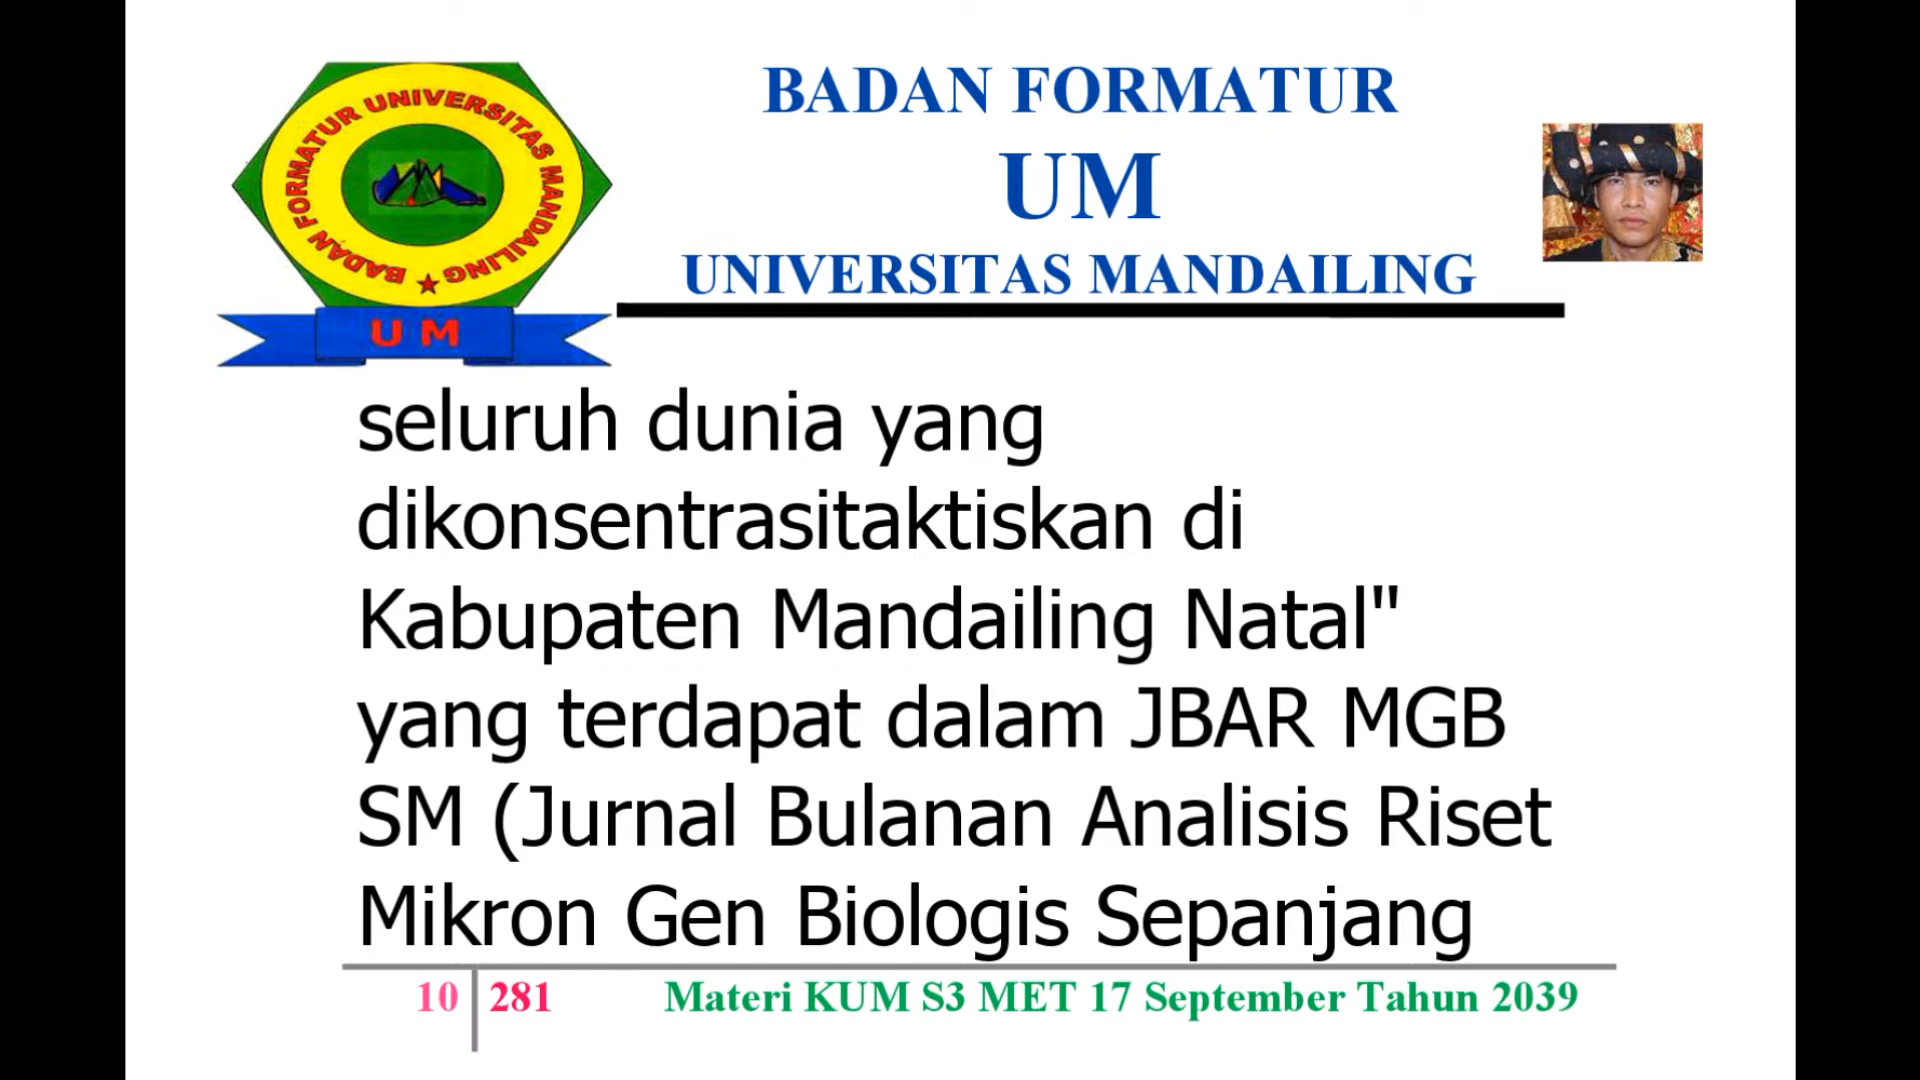 BADAN FORMATUR UNIVERSITAS MANDAILING
U M
BADAN FORMATUR
UM
UNIVERSITAS MANDAILING
seluruh dunia yang
dikonsentrasitaktiskan di
Kabupaten Mandailing Natal"
yang terdapat dalam JBAR MGB
SM (Jurnal Bulanan Analisis Riset
Mikron Gen Biologis Sepanjang
10 281 Materi KUM S3 MET 17 September Tahun 2039